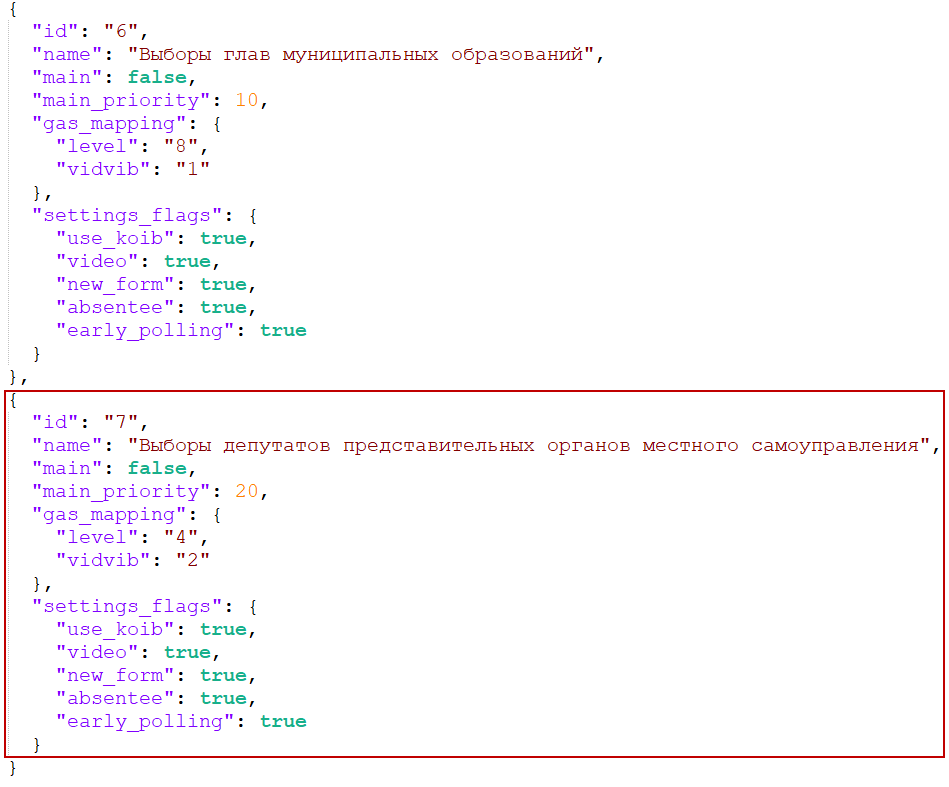 {
"id": "6",
"name": "Выборы глав муниципальных образований",
"main": false,
"main_priority": 10,
"gas_mapping": {
"level": "8",
"vidvib": "1"
},
"settings_flags": {
"use_koib": true,
"video": true,
"new_form": true,
"absentee": true,
"early_polling": true
}
},
{
"id": "7",
"name": "Выборы депутатов представительных органов местного самоуправления",
"main": false,
"main_priority": 20,
"gas_mapping": {
"level": "4",
"vidvib": "2"
},
"settings_flags": {
"use_koib": true,
"video": true,
"new_form": true,
"absentee": true,
"early_polling": true
}
}